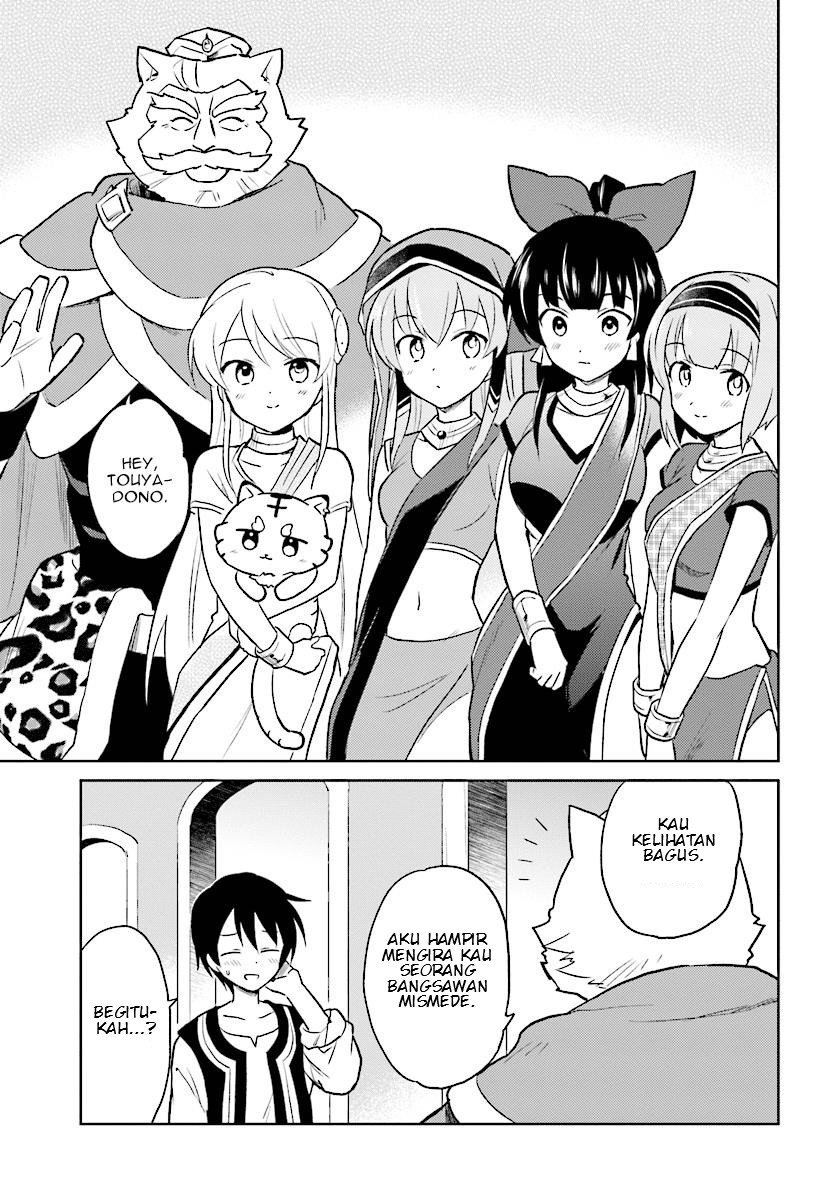 HEY,
TOUYA-
DONO.
KAU
KELIHATAN
BAGUS.
AKU HAMPIR
MENGIRA KAU
SEORANG
BANGSAWAN
MISMEDE.
BEGITU-
KAH...?